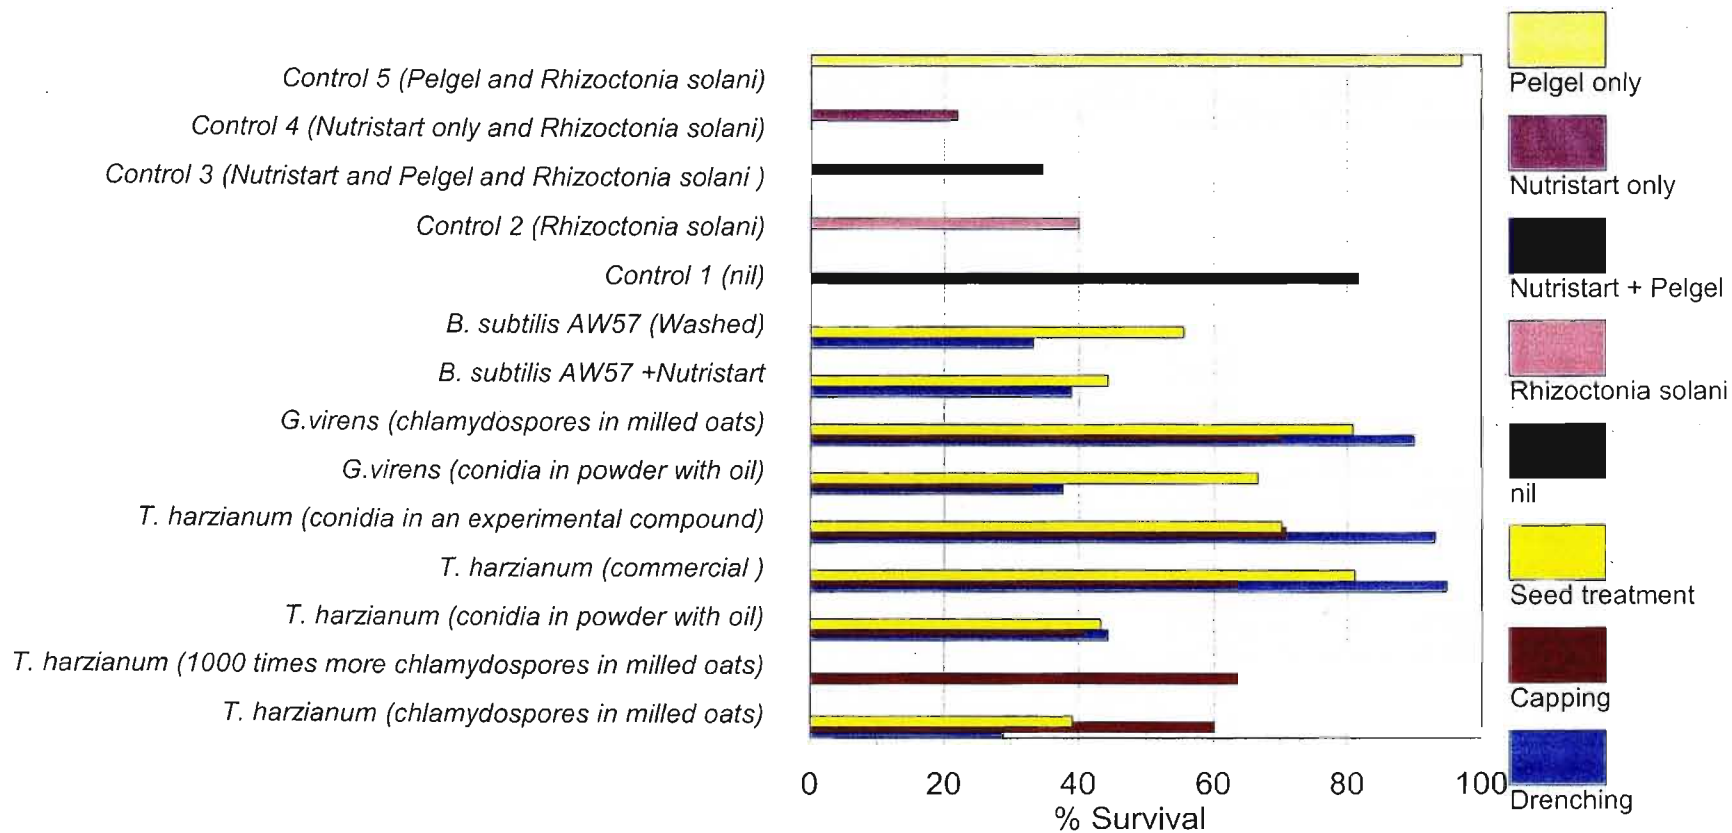 Control 5 (Pelgel and Rhizoctonia solani)
Control 4 (Nutristart only and Rhizoctonia solani)
Control 3 (Nutristart and Pelgel and Rhizoctonia solani )
Control 2 (Rhizoctonia solani)
Control 1 (nil)
B. subtilis AW57 (Washed)
B. subtilis AW57 +Nutristart
G.virens (chlamydospores in milled oats)
G.virens (conidia in powder with oil)
T. harzianum (conidia in an experimental compound)
T. harzianum (commercial )
T. harzianum (conidia in powder with oil)
T. harzianum (1000 times more chlamydospores in milled oats)
T. harzianum (chlamydospores in milled oats)
0 20 40 60 80 100
% Survival
Pelgel only
Nutristart only
Nutristart + Pelgel
Rhizoctonia solani
nil
Seed treatment
Capping
Drenching